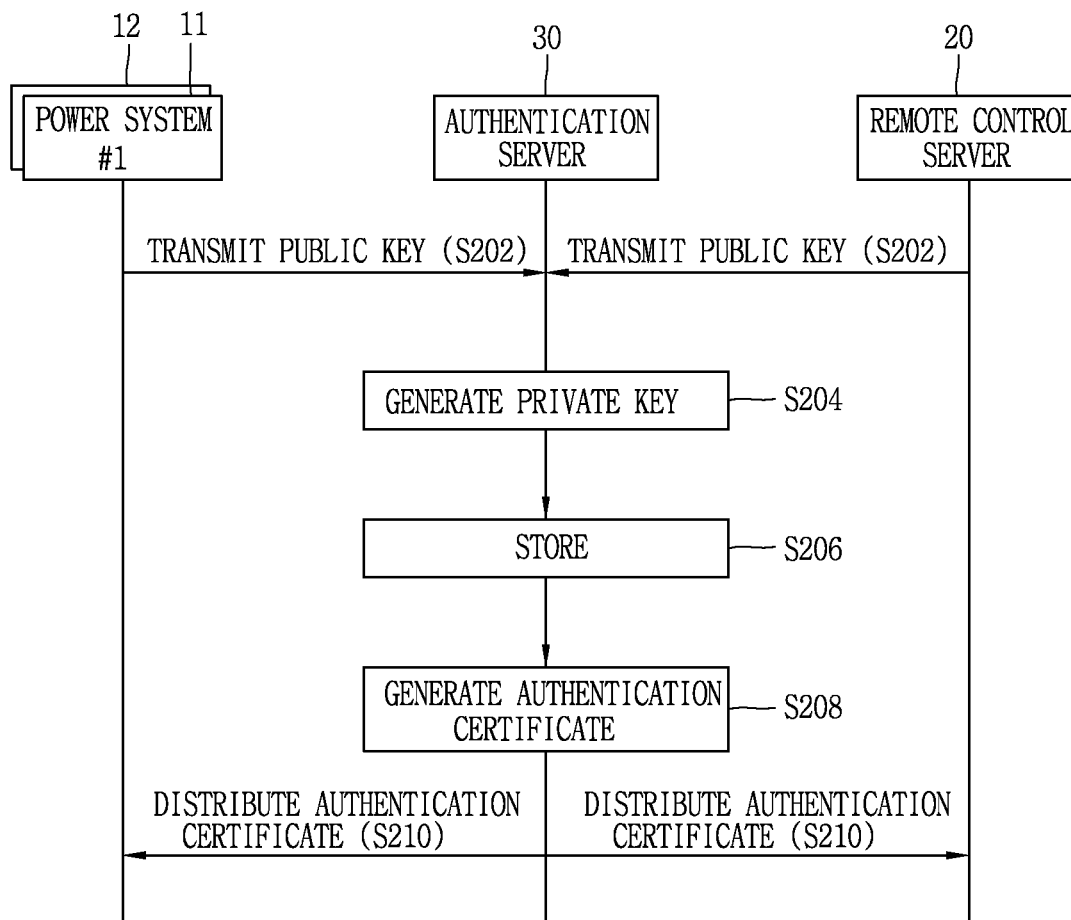 12
11
30
20
POWER SYSTEM
#1
AUTHENTICATION
SERVER
REMOTE CONTROL
SERVER
TRANSMIT PUBLIC KEY (S202)
TRANSMIT PUBLIC KEY (S202)
GENERATE PRIVATE KEY
S204
STORE
S206
GENERATE AUTHENTICATION
CERTIFICATE
S208
DISTRIBUTE AUTHENTICATION
CERTIFICATE (S210)
DISTRIBUTE AUTHENTICATION
CERTIFICATE (S210)